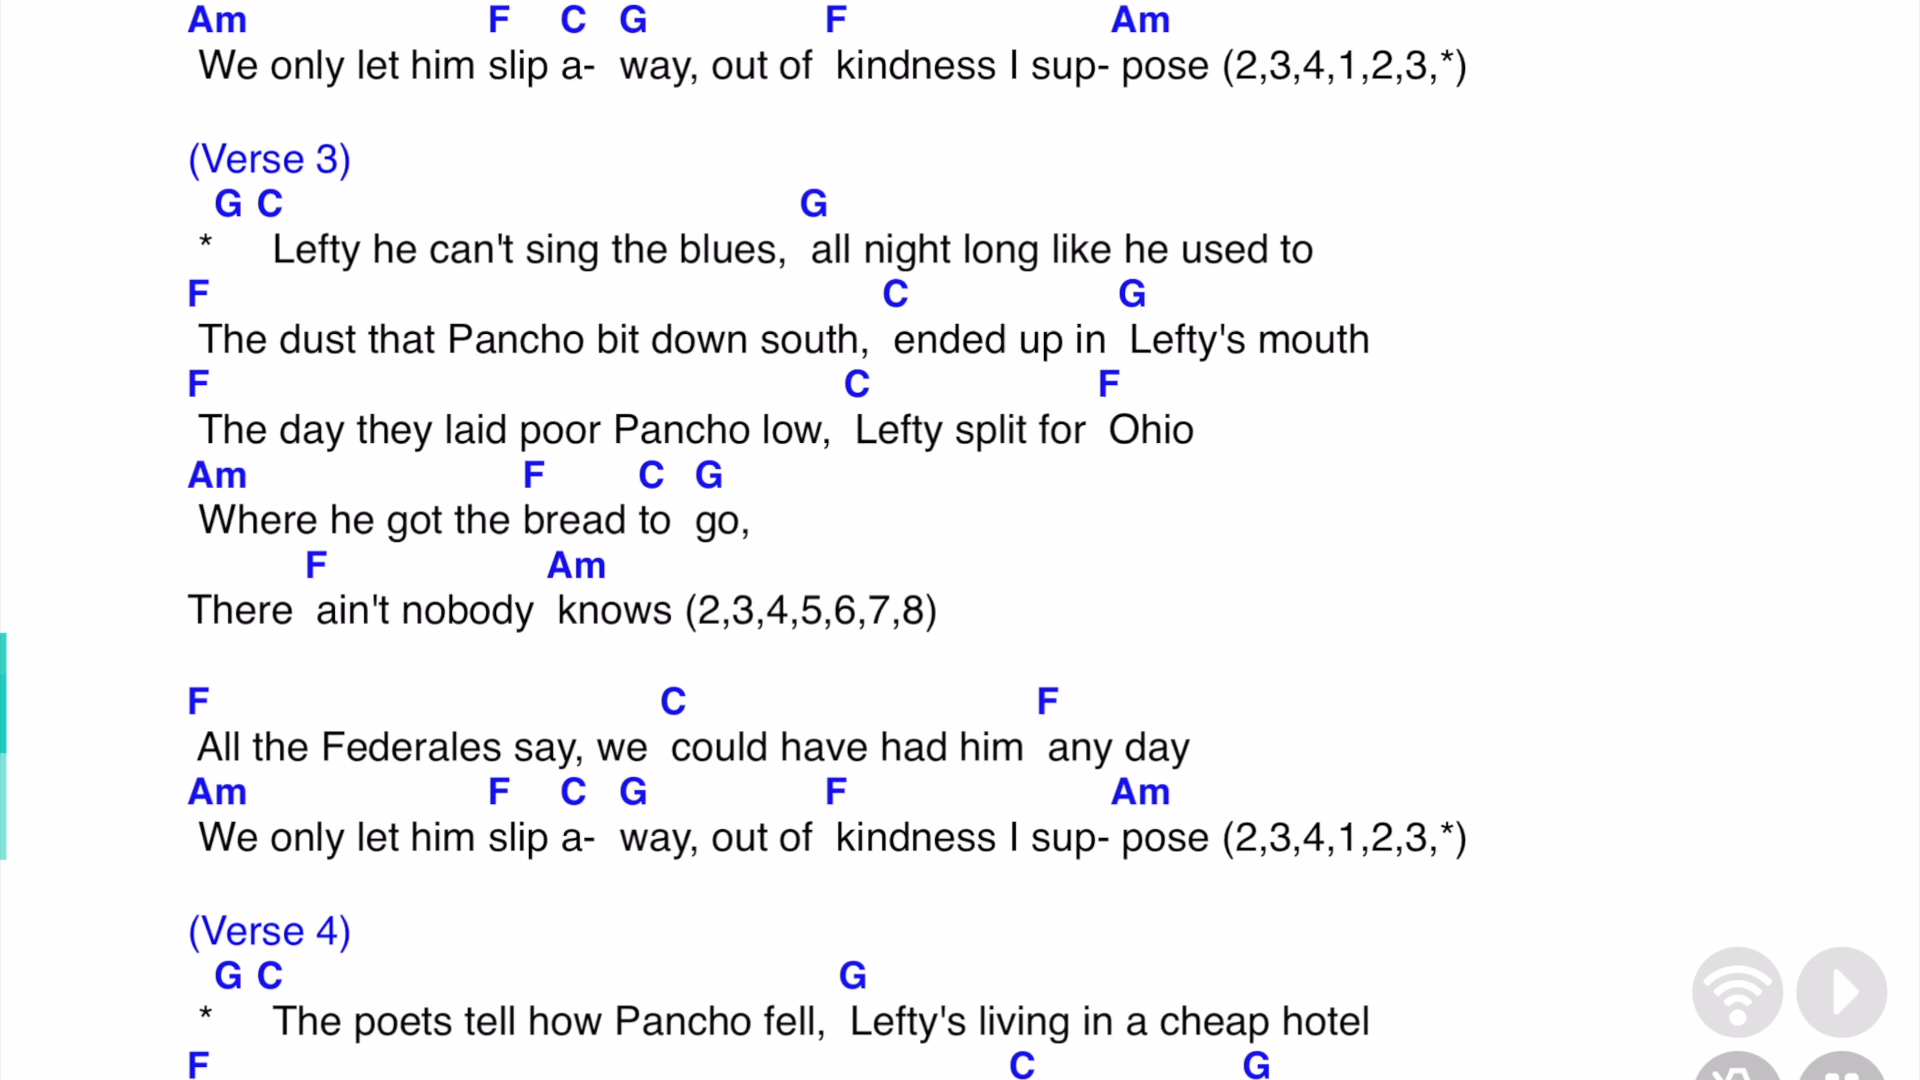 Am F C G F Am
We only let him slip a- way, out of kindness I sup- pose (2,3,4,1,2,3,*)
(Verse 3)
G C G
* Lefty he can't sing the blues, all night long like he used to
F C G
The dust that Pancho bit down south, ended up in Lefty's mouth
F C F
The day they laid poor Pancho low, Lefty split for Ohio
Am F C G
Where he got the bread to go,
F Am
There ain't nobody knows (2,3,4,5,6,7,8)
F C F
All the Federales say, we could have had him any day
Am F C G F Am
We only let him slip a- way, out of kindness I sup- pose (2,3,4,1,2,3,*)
(Verse 4)
G C G
* The poets tell how Pancho fell, Lefty's living in a cheap hotel
F C G